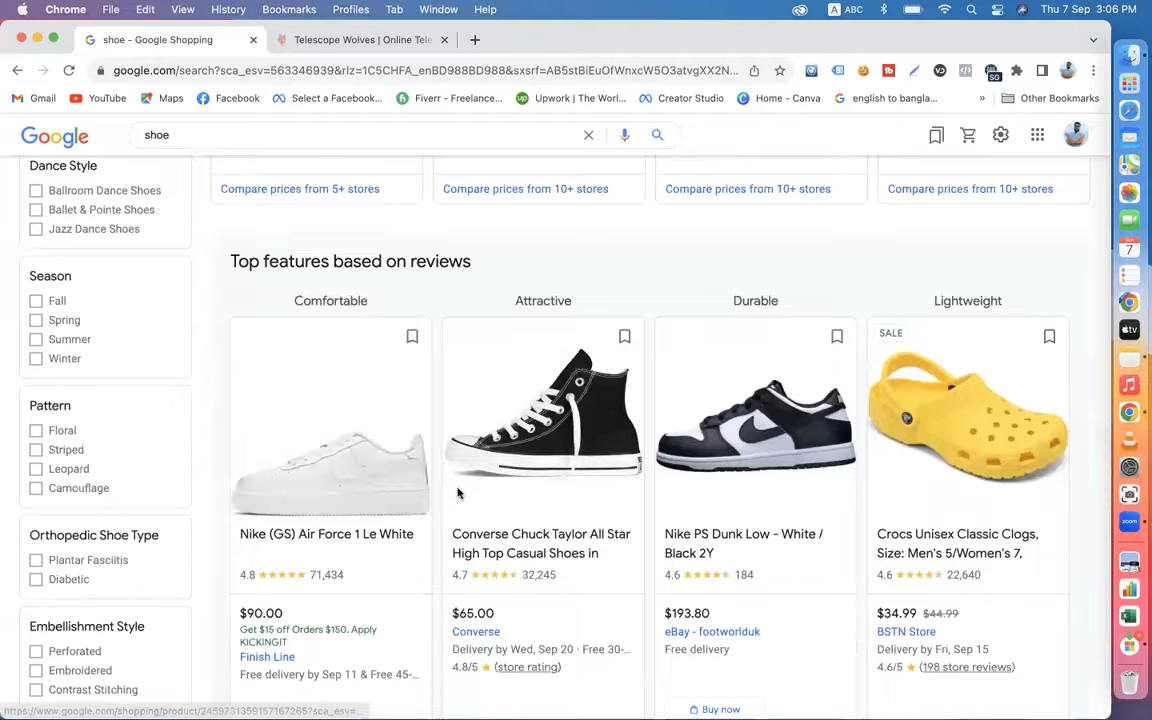 Chrome File Edit View History Bookmarks Profiles Tab Window Help
A ABC Thu 7 Sep 3:06 PM
shoe - Google Shopping
Telescope Wolves | Online Tele
google.com/search?sca_esv=563346939&rlz=1C5CHFA_enBD988BD988&sxsrf=AB5stBiEuOfWnxcW5O3atvgXX2N...
Gmail YouTube Maps Facebook Select a Facebook... Fiverr - Freelance... Upwork | The Worl... Creator Studio Home - Canva english to bangla... » Other Bookmarks
Google shoe
Dance Style
Ballroom Dance Shoes
Ballet & Pointe Shoes
Jazz Dance Shoes
Season
Fall
Spring
Summer
Winter
Pattern
Floral
Striped
Leopard
Camouflage
Orthopedic Shoe Type
Plantar Fasciitis
Diabetic
Embellishment Style
Perforated
Embroidered
Contrast Stitching
Compare prices from 5+ stores
Compare prices from 10+ stores
Compare prices from 10+ stores
Compare prices from 10+ stores
Top features based on reviews
Comfortable
Nike (GS) Air Force 1 Le White
4.8 71,434
$90.00
Get $15 off Orders $150. Apply
KICKINGIT
Finish Line
Free delivery by Sep 11 & Free 45-...
Attractive
Converse Chuck Taylor All Star
High Top Casual Shoes in
4.7 32,245
$65.00
Converse
Delivery by Wed, Sep 20 · Free 30-...
4.8/5 (store rating)
Durable
Nike PS Dunk Low - White /
Black 2Y
4.6 184
$193.80
eBay - footworlduk
Free delivery
Buy now
Lightweight
SALE
Crocs Unisex Classic Clogs,
Size: Men's 5/Women's 7,
4.6 22,640
$34.99 $44.99
BSTN Store
Delivery by Fri, Sep 15
4.6/5 (198 store reviews)
SG
7
tv
zoom